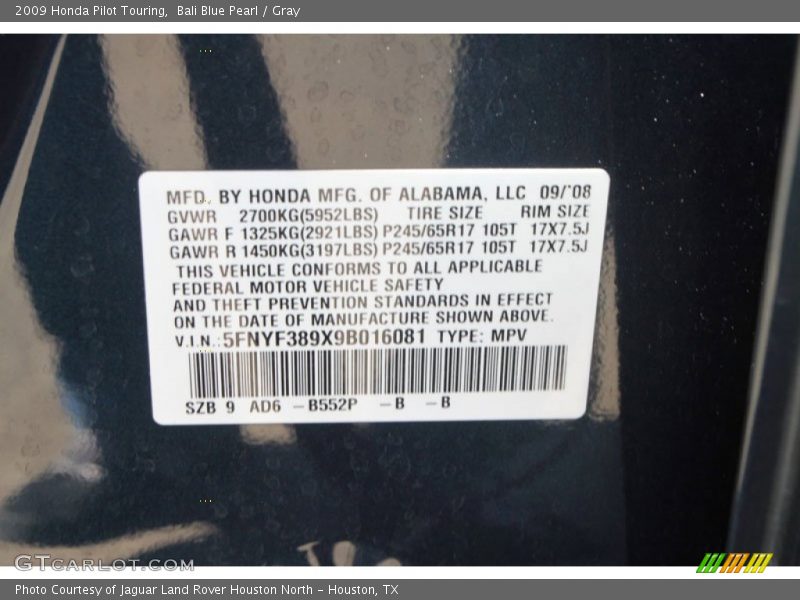 2009 Honda Pilot Touring,  Bali Blue Pearl / Gray
MFD. BY HONDA MFG. OF ALABAMA, LLC 09/'08
GVWR 2700KG(5952LBS) TIRE SIZE RIM SIZE
GAWR F 1325KG(2921LBS) P245/65R17 105T 17X7.5J
GAWR R 1450KG(3197LBS) P245/65R17 105T 17X7.5J
THIS VEHICLE CONFORMS TO ALL APPLICABLE
FEDERAL MOTOR VEHICLE SAFETY
AND THEFT PREVENTION STANDARDS IN EFFECT
ON THE DATE OF MANUFACTURE SHOWN ABOVE.
V.I.N.:5FNYF389X9B016081 TYPE: MPV
SZB 9 AD6 -B552P -B -B
GTcarlot.com
Photo Courtesy of Jaguar Land Rover Houston North - Houston, TX